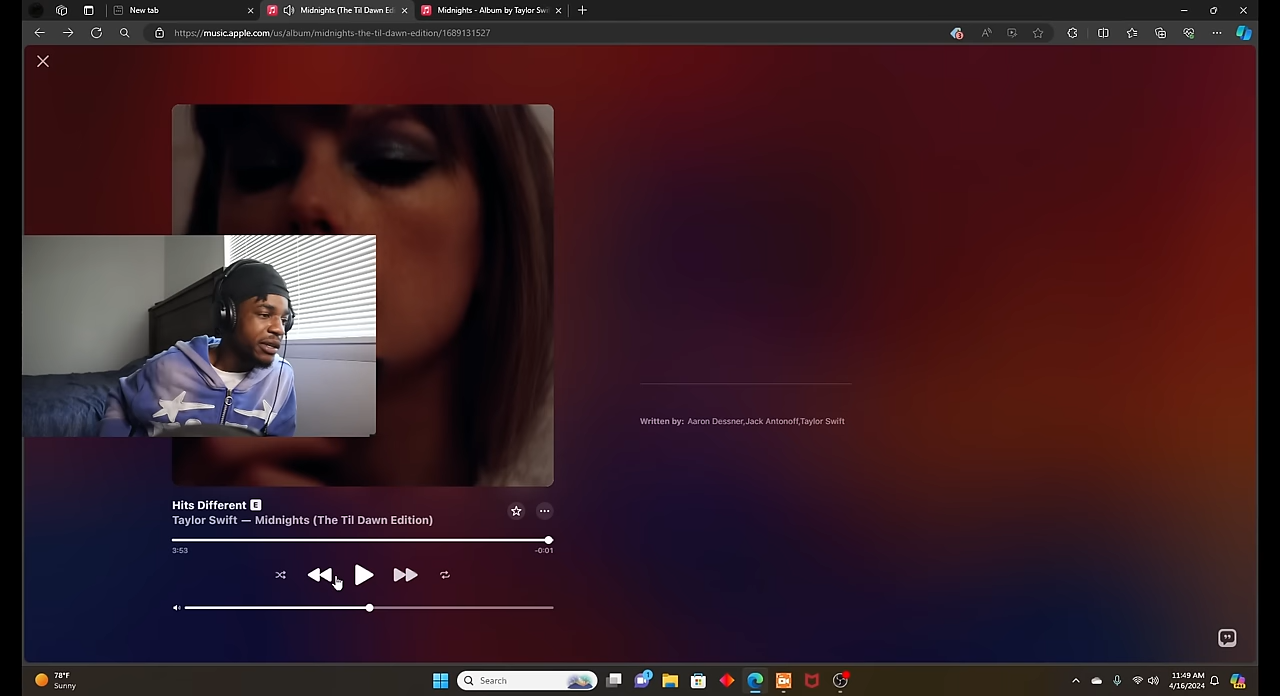 New tab
Midnights (The Til Dawn Ed
Midnights - Album by Taylor Sw
https://music.apple.com/us/album/midnights-the-til-dawn-edition/1689131527
Hits Different E
Taylor Swift — Midnights (The Til Dawn Edition)
3:53
-0:01
Written by: Aaron Dessner,Jack Antonoff,Taylor Swift
78°F
Sunny
Search
11:49 AM
4/16/2024